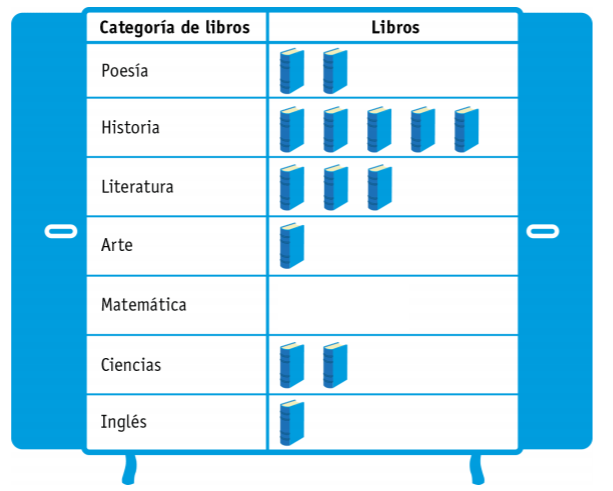 Categoría de libros Libros
Poesía
Historia
Literatura
Arte
Matemática
Ciencias
Inglés